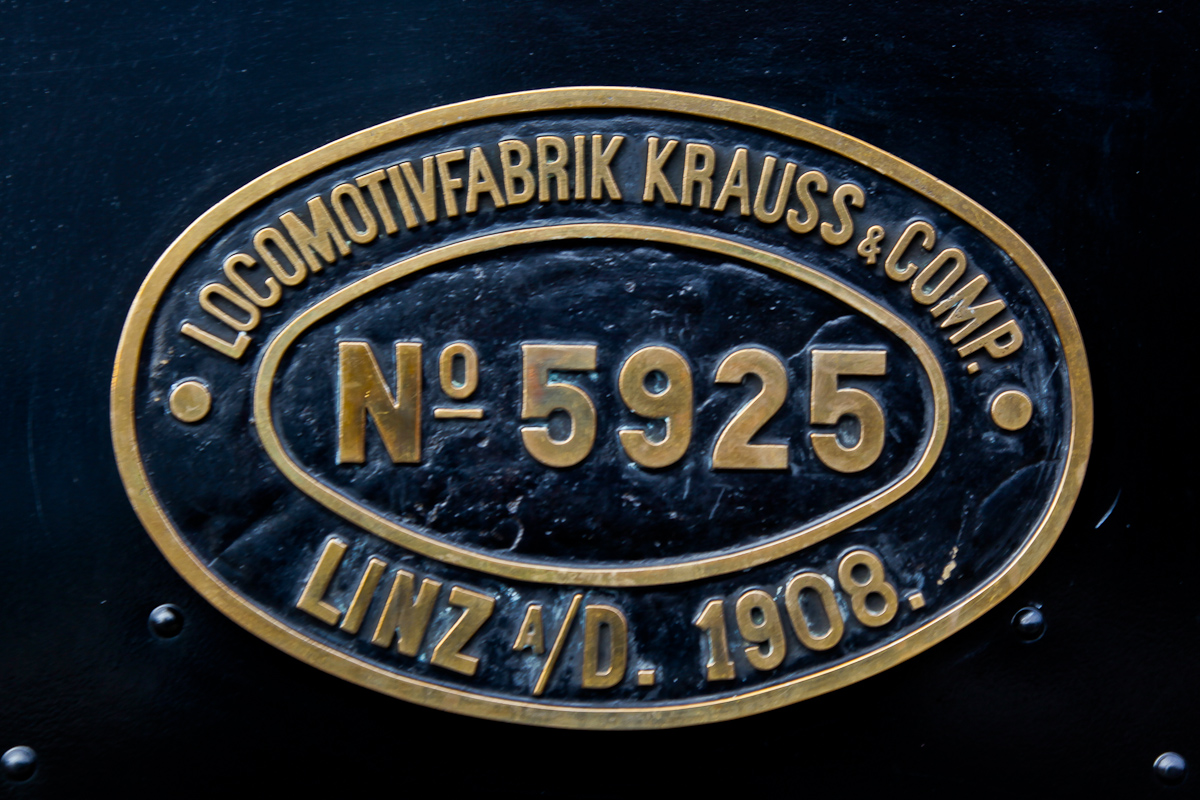 LOCOMOTIVFABRIK KRAUSS & COMP.
Nº 5925
LINZ A/D. 1908.